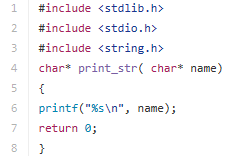 1 #include <stdlib.h>
2 #include <stdio.h>
3 #include <string.h>
4 char* print_str( char* name)
5 {
6 printf("%s\n", name);
7 return 0;
8 }